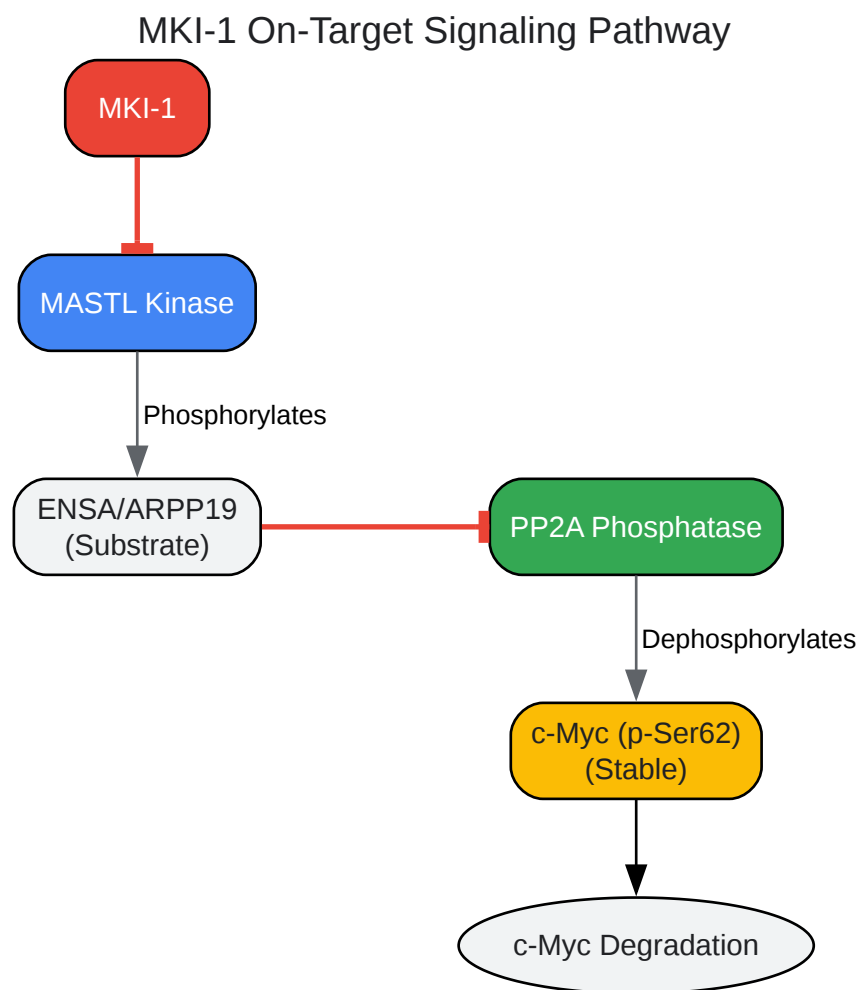 MKI-1 On-Target Signaling Pathway
MKI-1
MASTL Kinase
Phosphorylates
ENSA/ARPP19
(Substrate)
PP2A Phosphatase
Dephosphorylates
c-Myc (p-Ser62)
(Stable)
c-Myc Degradation